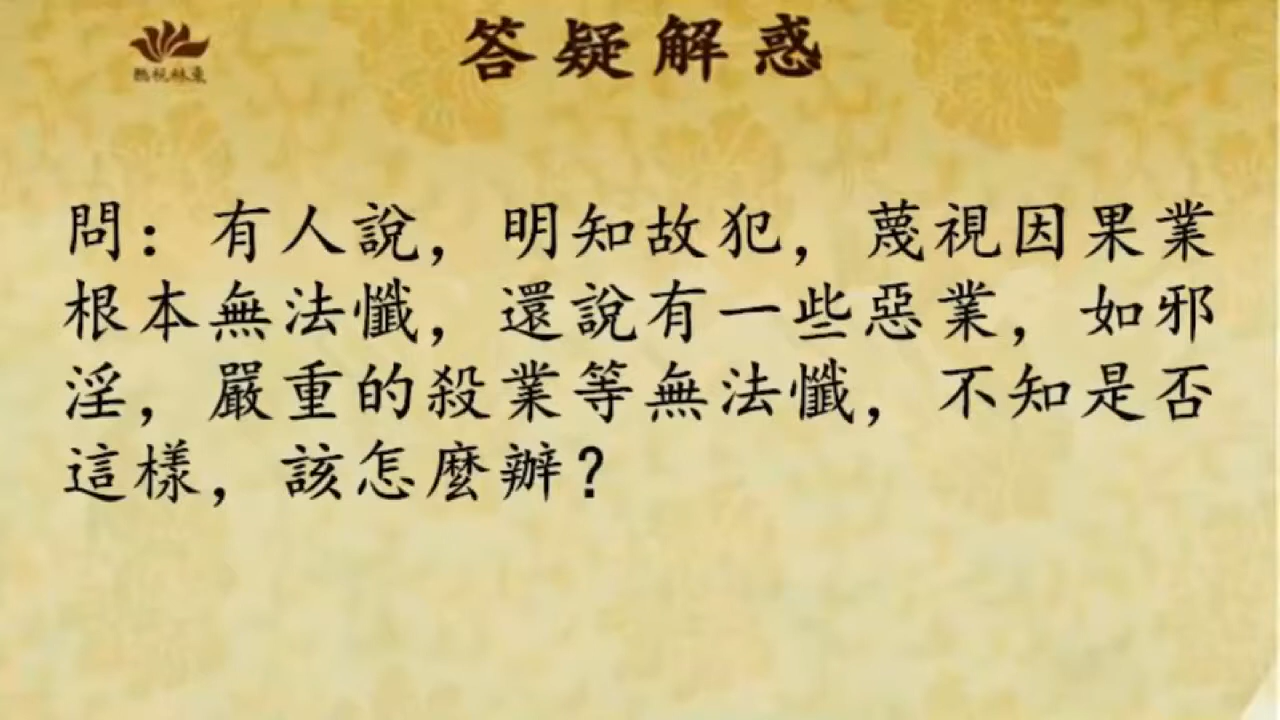 答疑解惑
問：有人說，明知故犯，蔑視因果業
根本無法懺，還說有一些惡業，如邪
淫，嚴重的殺業等無法懺，不知是否
這樣，該怎麼辦？